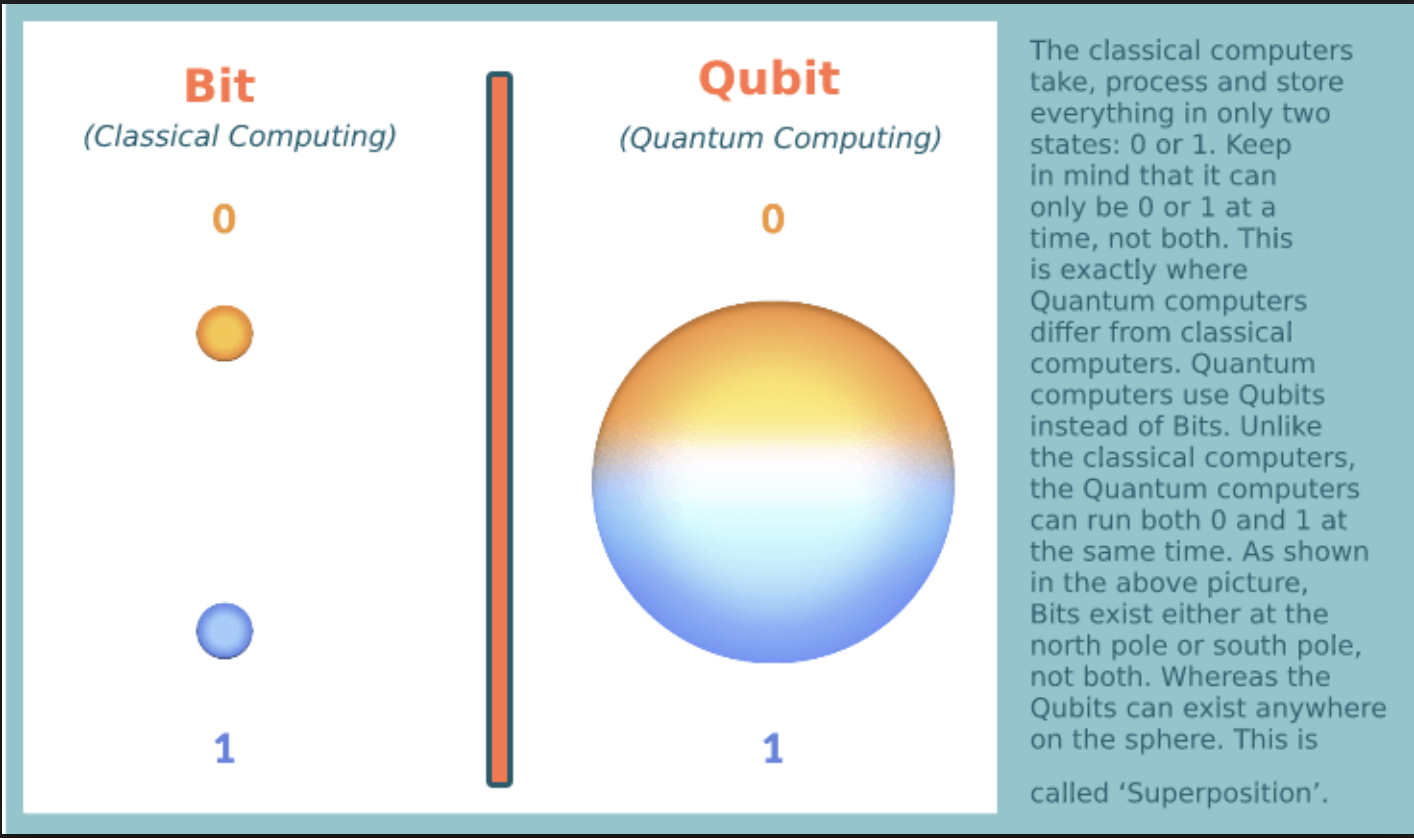 Bit
(Classical Computing)
0
1
Qubit
(Quantum Computing)
0
1
The classical computers
take, process and store
everything in only two
states: 0 or 1. Keep
in mind that it can
only be 0 or 1 at a
time, not both. This
is exactly where
Quantum computers
differ from classical
computers. Quantum
computers use Qubits
instead of Bits. Unlike
the classical computers,
the Quantum computers
can run both 0 and 1 at
the same time. As shown
in the above picture,
Bits exist either at the
north pole or south pole,
not both. Whereas the
Qubits can exist anywhere
on the sphere. This is
called ‘Superposition’.